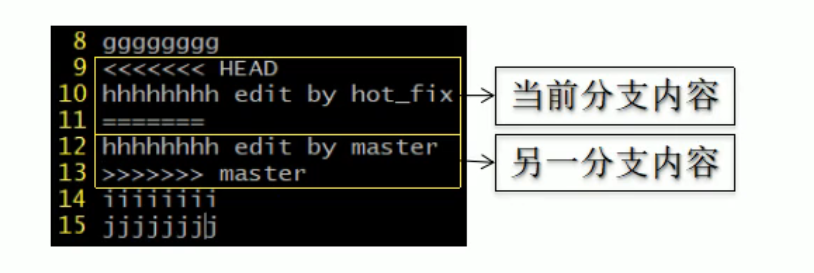 8 gggggggg
9 <<<<<<< HEAD
10 hhhhhhhh edit by hot_fix
11 =======
12 hhhhhhhh edit by master
13 >>>>>>> master
14 iiiiiiii
15 jjjjjjjj
当前分支内容
另一分支内容